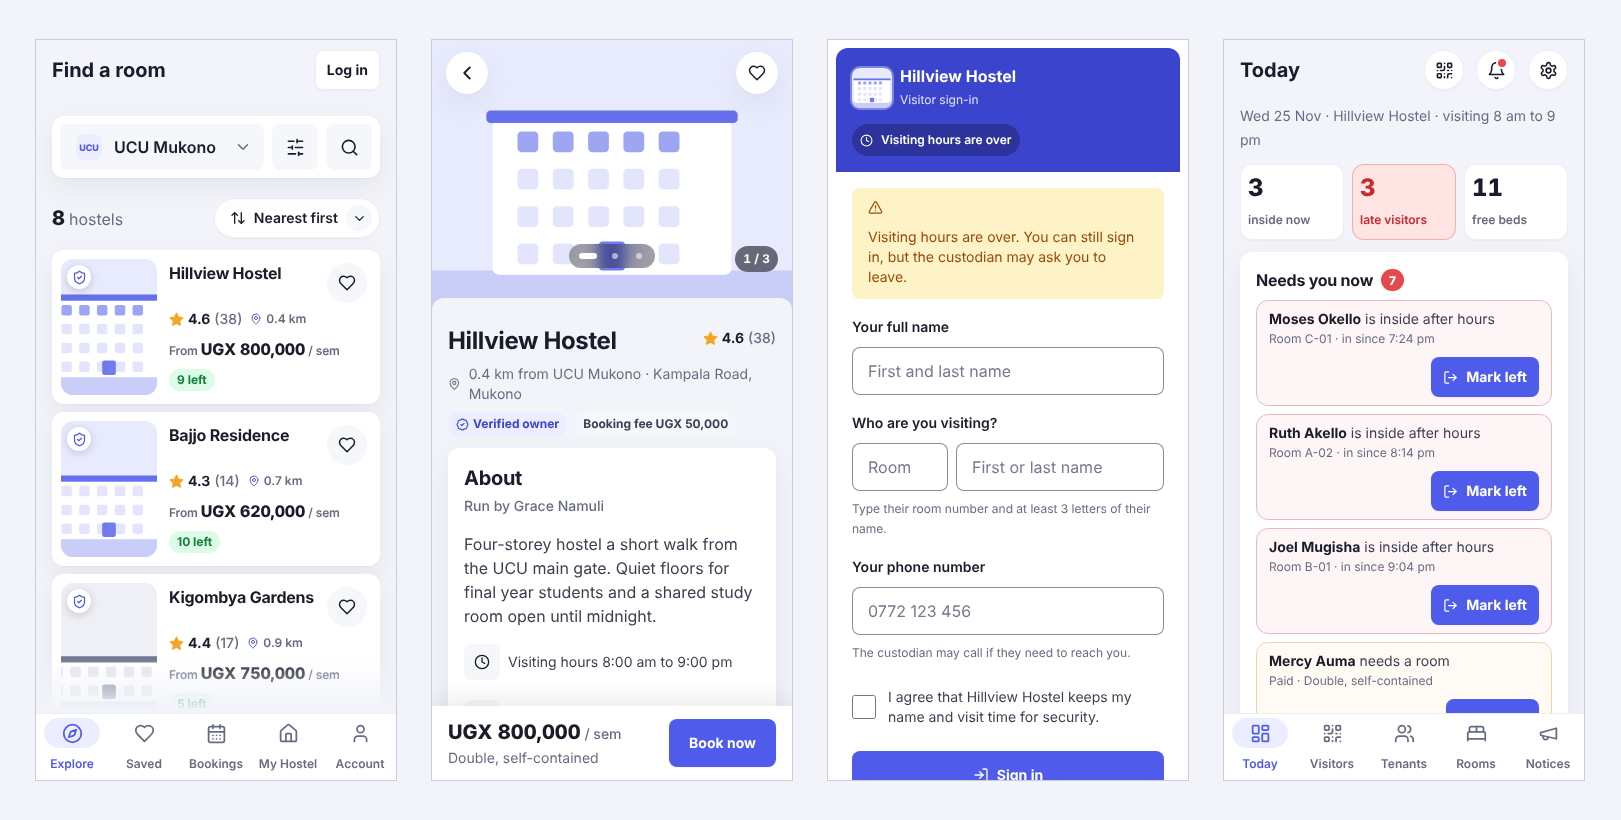 Find a room
Log in
UCU
UCU Mukono
8 hostels
Nearest first
Hillview Hostel
4.6 (38) 0.4 km
From UGX 800,000 / sem
9 left
Bajjo Residence
4.3 (14) 0.7 km
From UGX 620,000 / sem
10 left
Kigombya Gardens
4.4 (17) 0.9 km
From UGX 750,000 / sem
5 left
Explore
Saved
Bookings
My Hostel
Account
1 / 3
Hillview Hostel
4.6 (38)
0.4 km from UCU Mukono · Kampala Road,
Mukono
Verified owner
Booking fee UGX 50,000
About
Run by Grace Namuli
Four-storey hostel a short walk from
the UCU main gate. Quiet floors for
final year students and a shared study
room open until midnight.
Visiting hours 8:00 am to 9:00 pm
UGX 800,000 / sem
Double, self-contained
Book now
Hillview Hostel
Visitor sign-in
Visiting hours are over
Visiting hours are over. You can still sign
in, but the custodian may ask you to
leave.
Your full name
First and last name
Who are you visiting?
Room
First or last name
Type their room number and at least 3 letters of their
name.
Your phone number
0772 123 456
The custodian may call if they need to reach you.
I agree that Hillview Hostel keeps my
name and visit time for security.
Sign in
Today
Wed 25 Nov · Hillview Hostel · visiting 8 am to 9
pm
3
inside now
3
late visitors
11
free beds
Needs you now 7
Moses Okello is inside after hours
Room C-01 · in since 7:24 pm
Mark left
Ruth Akello is inside after hours
Room A-02 · in since 8:14 pm
Mark left
Joel Mugisha is inside after hours
Room B-01 · in since 9:04 pm
Mark left
Mercy Auma needs a room
Paid · Double, self-contained
Today
Visitors
Tenants
Rooms
Notices